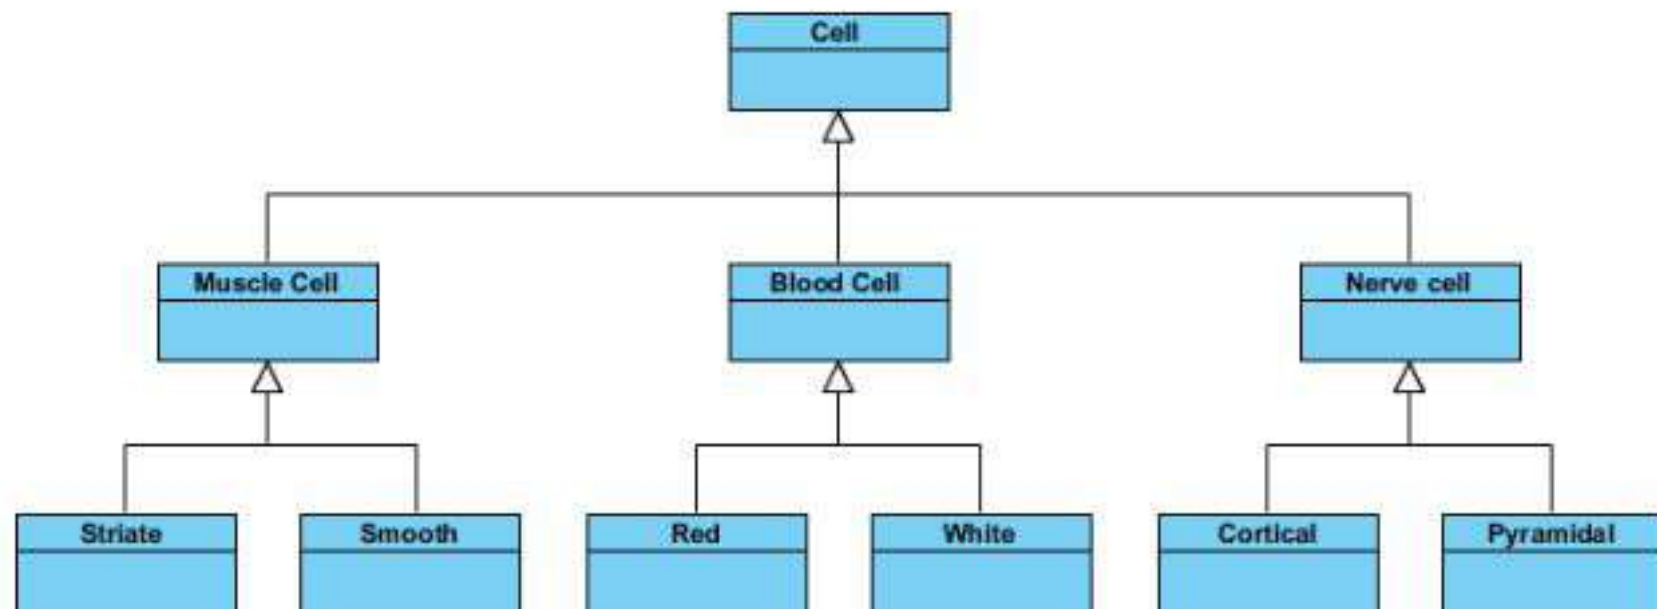 Cell
Muscle Cell
Blood Cell
Nerve cell
Striate
Smooth
Red
White
Cortical
Pyramidal